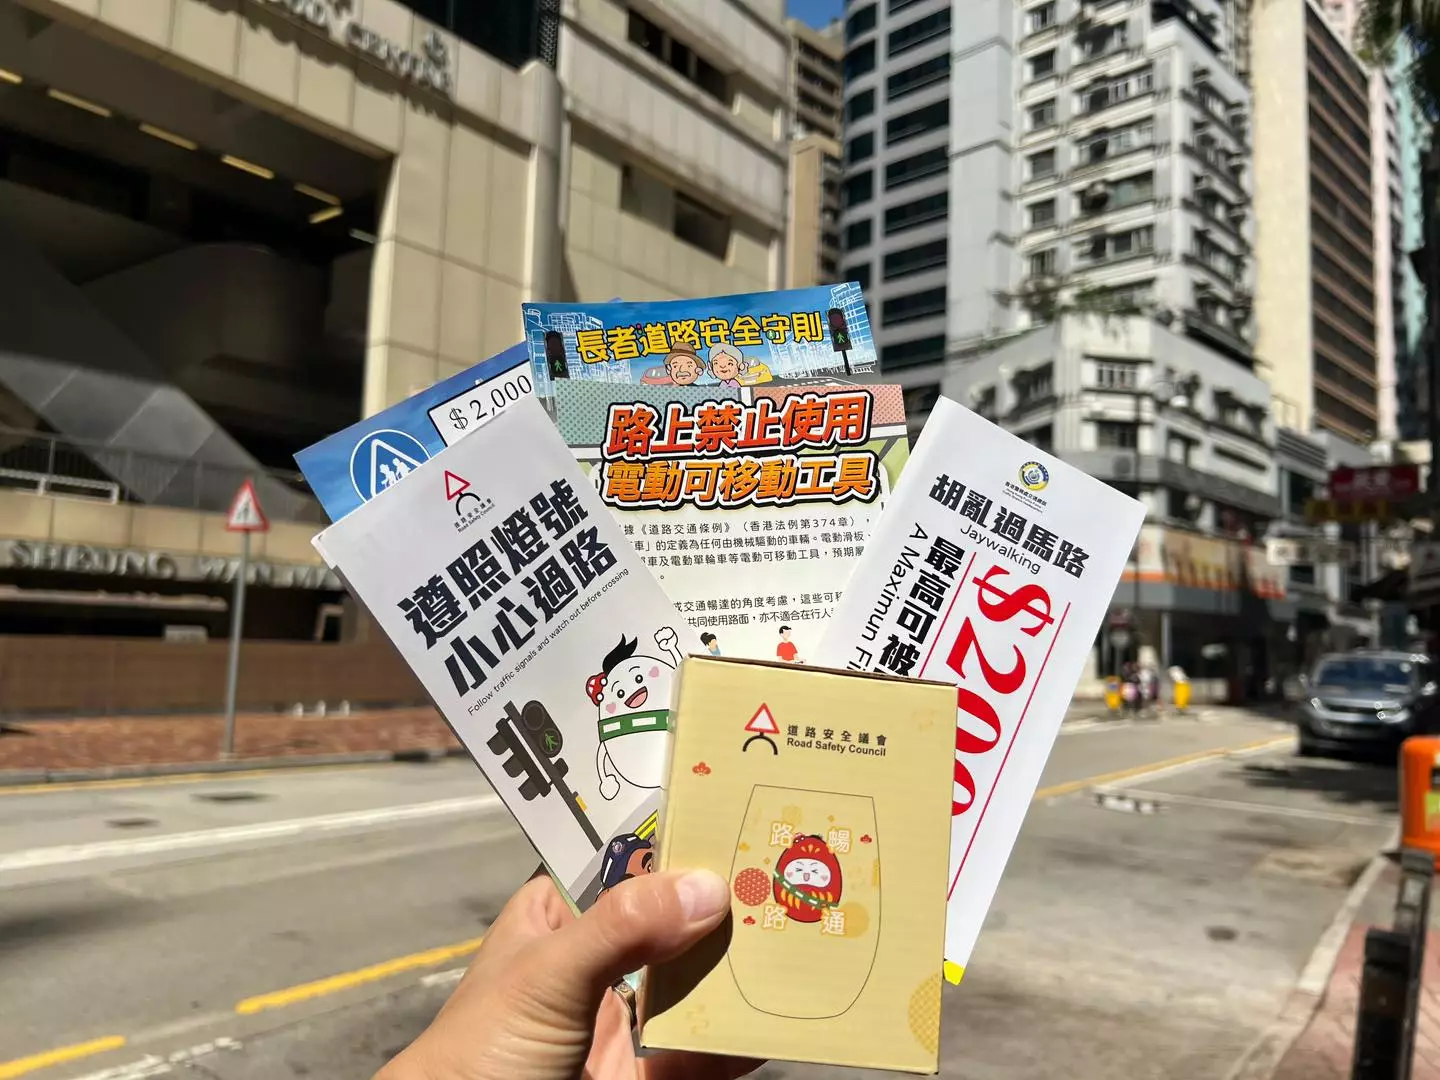 SHEUNG WAN MA
$2,000
長者道路安全守則
路上禁止使用
電動可移動工具
據《道路交通條例》（香港法例第374章），
車」的定義為任何由機械驅動的車輛。電動滑板、
車及電動單輪車等電動可移動工具，預期屬
交通暢達的角度考慮，這些可移
共同使用路面，亦不適合在行人
道路安全議會
Road Safety Council
遵照燈號
小心過路
Follow traffic signals and watch out before crossing
胡亂過馬路
Jaywalking
最高可被
A Maximun Fi
$200
道路安全議會
Road Safety Council
路暢
路通